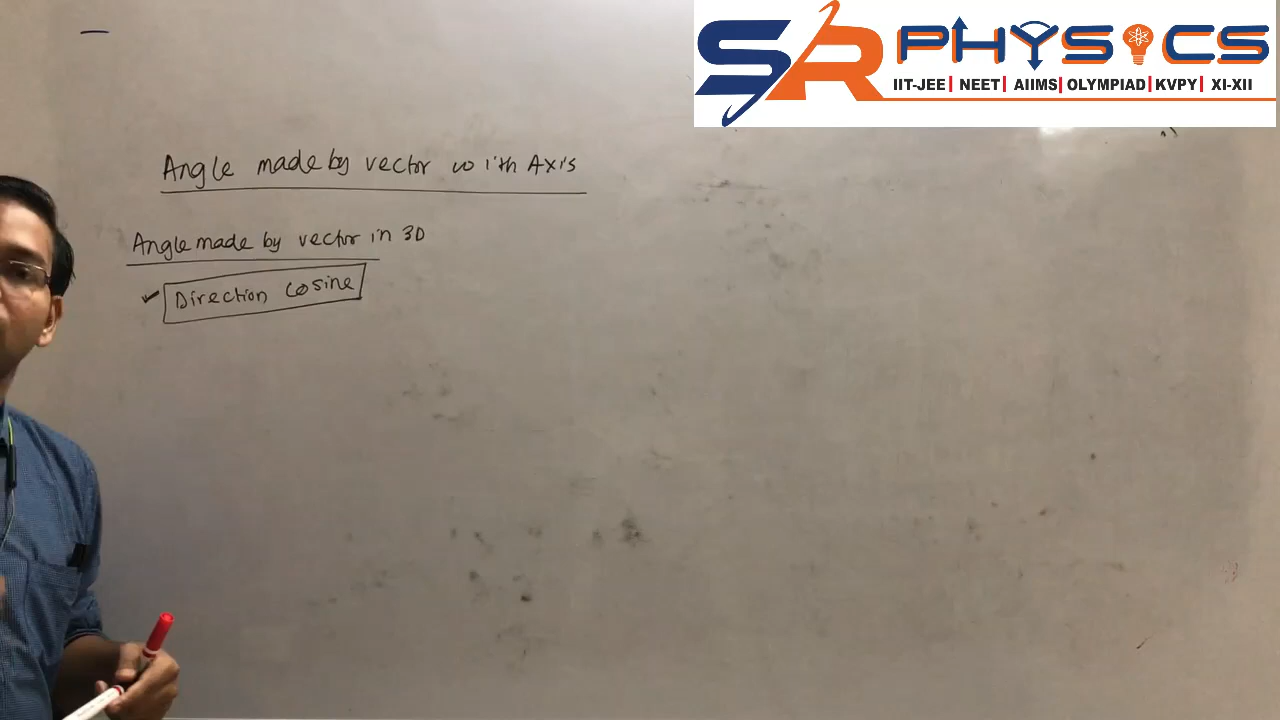 SR PHYSICS
IIT-JEE | NEET | AIIMS | OLYMPIAD | KVPY | XI-XII
Angle made by vector with Axis
Angle made by vector in 3D
✓ Direction Cosine